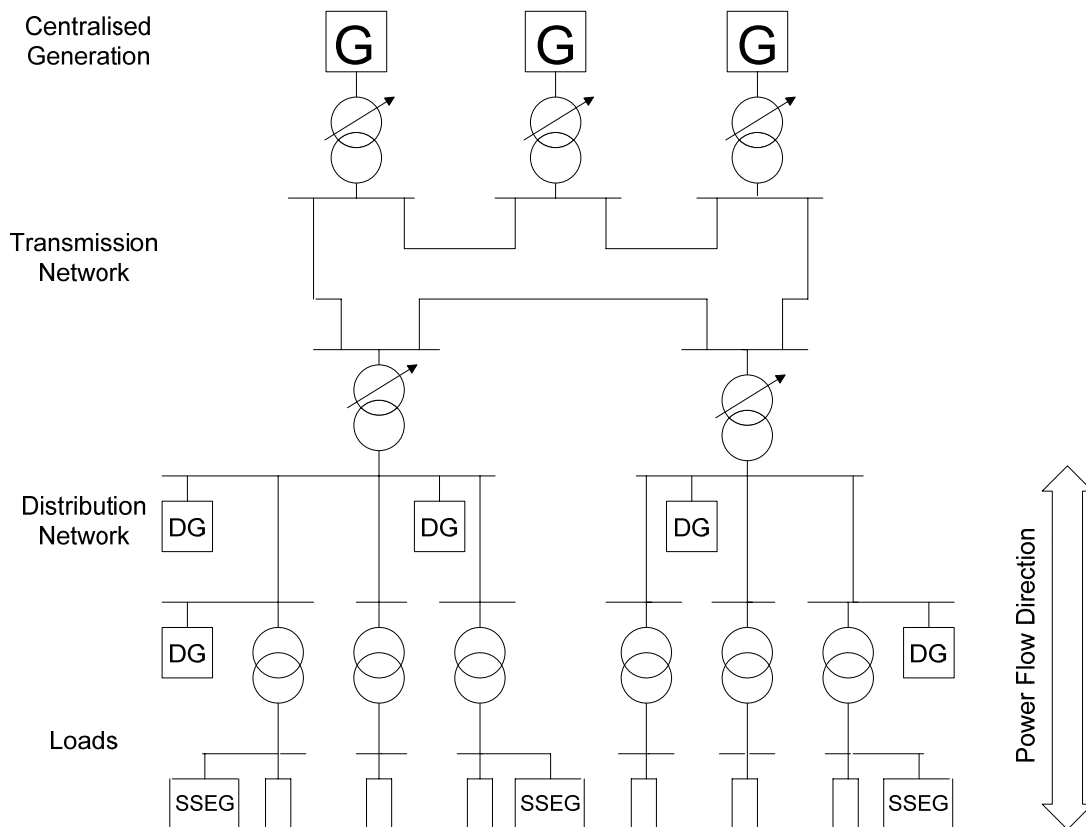 Centralised
Generation
G G G
Transmission
Network
Distribution
Network
DG DG DG
DG DG
Loads
SSEG SSEG SSEG
Power Flow Direction